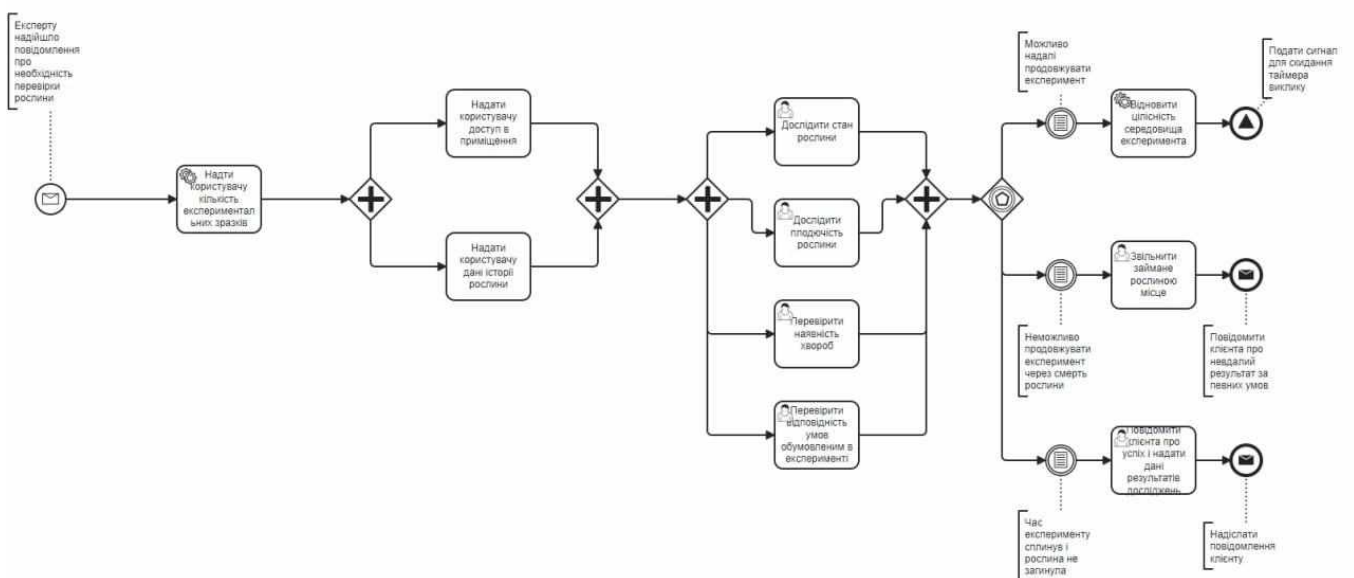 Експерту
надійшло
повідомлення
про
необхідність
перевірки
рослини
Надти
користувачу
кількість
експериментал
ьних зразків
Надати
користувачу
доступ в
приміщення
Надати
користувачу
дані історії
рослини
Дослідити стан
рослини
Дослідити
плодючість
рослини
Перевірити
наявність
хвороб
Перевірити
відповідність
умов
обумовленим в
експерименті
Можливо
надалі
продовжувати
експеримент
Відновити
цілісність
середовища
експеримента
Подати сигнал
для скидання
таймера
виклику
Звільнити
займане
рослиною
місце
Неможливо
продовжувати
експеримент
через смерть
рослини
Повідомити
клієнта про
невдалий
результат за
певних умов
Повідомити
клієнта про
успіх і надати
дані
результатів
досліджень
Час
експерименту
сплинув і
рослина не
загинула
Надіслати
повідомлення
клієнту